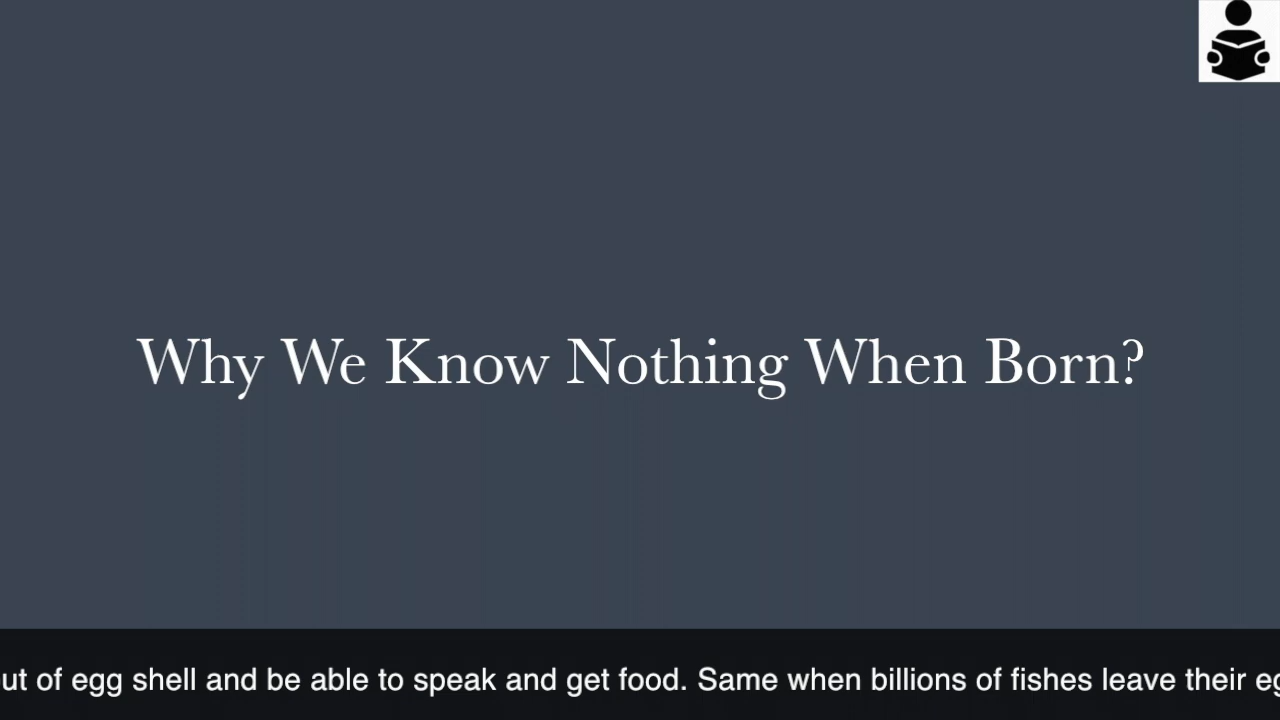 Why We Know Nothing When Born?
of egg shell and be able to speak and get food. Same when billions of fishes leave their